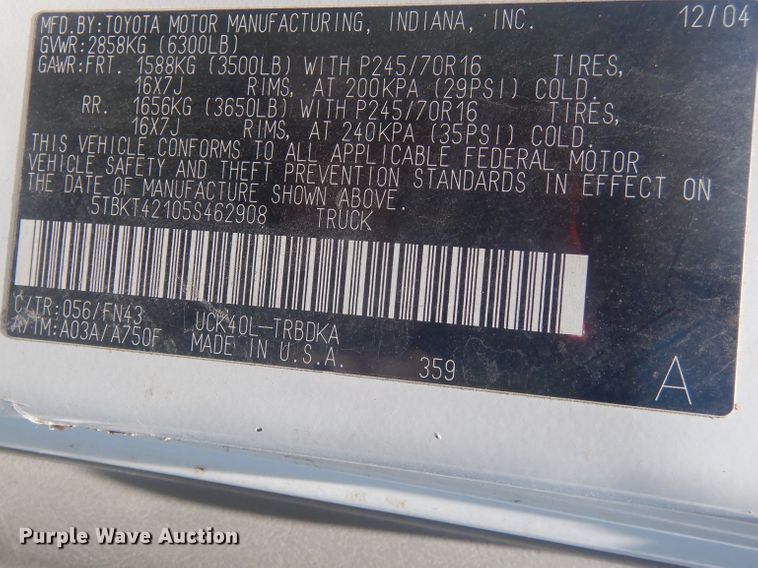 MFD.BY:TOYOTA MOTOR MANUFACTURING, INDIANA, INC. 12/04
GVWR:2858KG (6300LB)
GAWR:FRT. 1588KG (3500LB) WITH P245/70R16 TIRES,
16X7J RIMS, AT 200KPA (29PSI) COLD.
RR. 1656KG (3650LB) WITH P245/70R16 TIRES,
16X7J RIMS, AT 240KPA (35PSI) COLD.
THIS VEHICLE CONFORMS TO ALL APPLICABLE FEDERAL MOTOR
VEHICLE SAFETY AND THEFT PREVENTION STANDARDS IN EFFECT ON
THE DATE OF MANUFACTURE SHOWN ABOVE.
5TBKT42105S462908 TRUCK
C/TR:056/FN43 UCK40L-TRBDKA
A/TM:A03A/A750F MADE IN U.S.A. 359 A
Purple Wave Auction